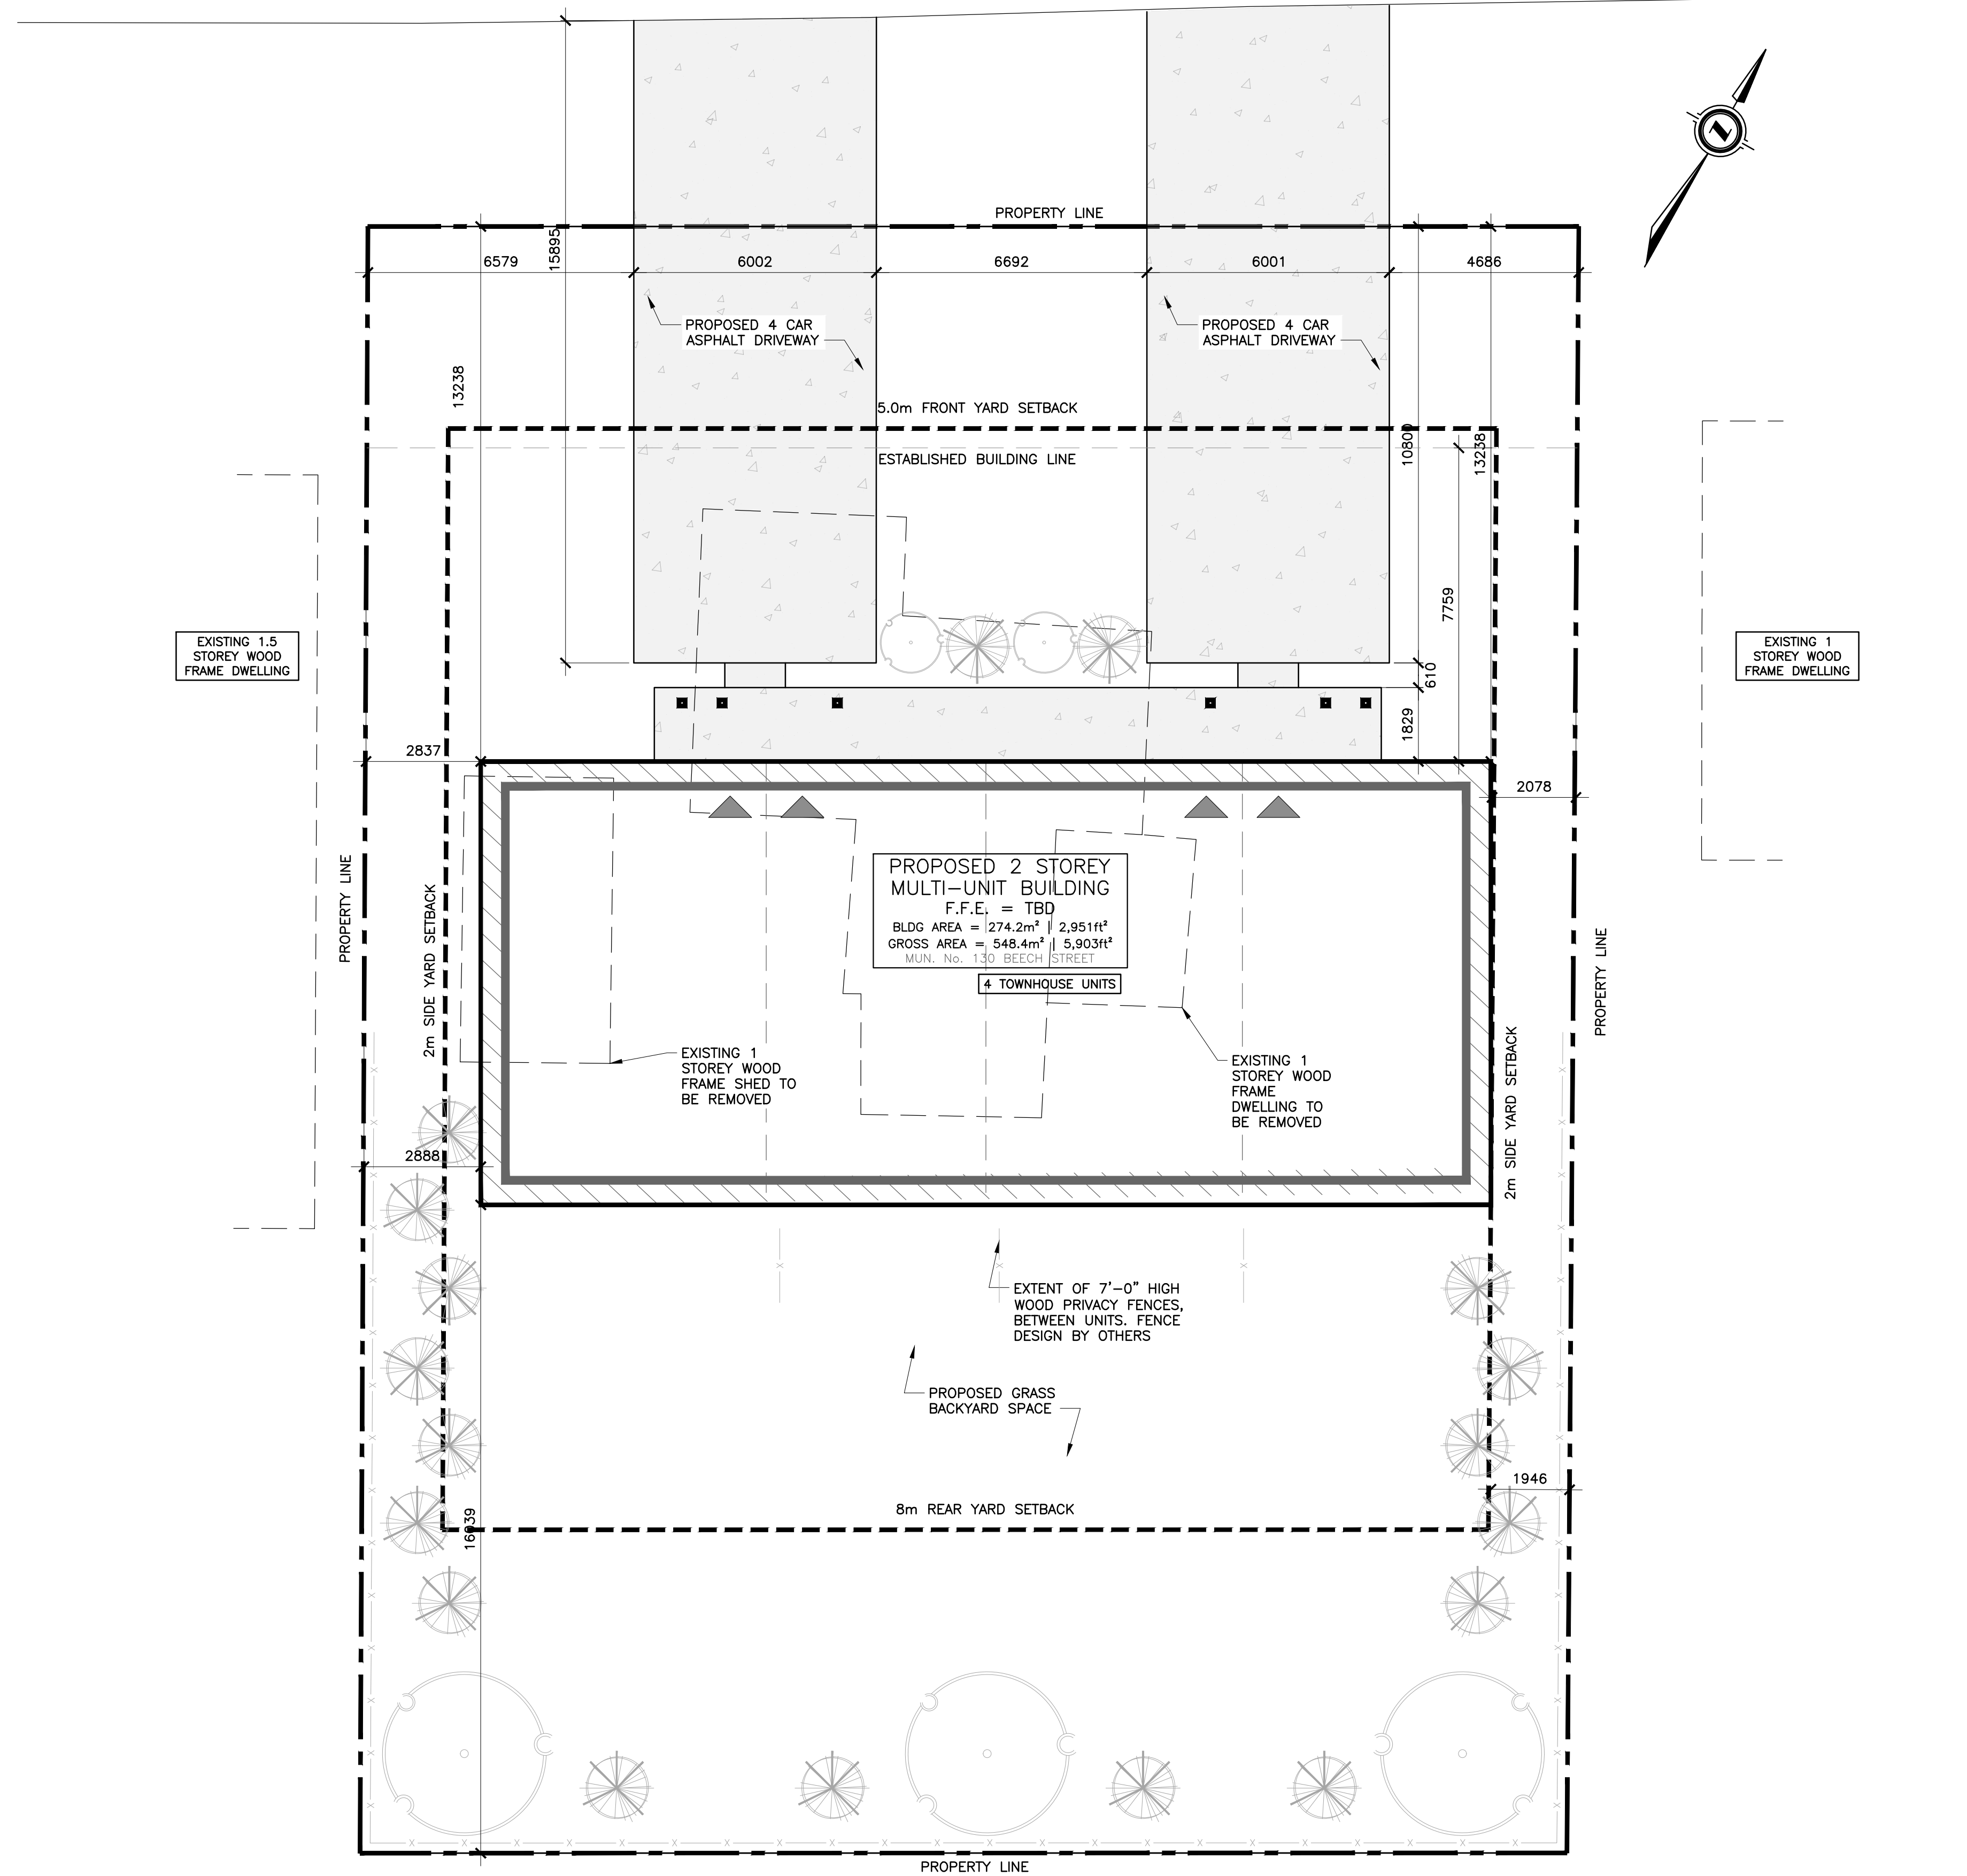 PROPERTY LINE
15895
6579
6002
6692
6001
4686
PROPOSED 4 CAR
ASPHALT DRIVEWAY
PROPOSED 4 CAR
ASPHALT DRIVEWAY
13238
5.0m FRONT YARD SETBACK
10800
13238
ESTABLISHED BUILDING LINE
7759
EXISTING 1.5
STOREY WOOD
FRAME DWELLING
EXISTING 1
STOREY WOOD
FRAME DWELLING
610
1829
2837
2078
PROPERTY LINE
2m SIDE YARD SETBACK
PROPOSED 2 STOREY
MULTI-UNIT BUILDING
F.F.E. = TBD
BLDG AREA = 274.2m² | 2,951ft²
GROSS AREA = 548.4m² | 5,903ft²
MUN. No. 130 BEECH STREET
4 TOWNHOUSE UNITS
PROPERTY LINE
2m SIDE YARD SETBACK
EXISTING 1
STOREY WOOD
FRAME SHED TO
BE REMOVED
EXISTING 1
STOREY WOOD
FRAME
DWELLING TO
BE REMOVED
2888
EXTENT OF 7'-0" HIGH
WOOD PRIVACY FENCES,
BETWEEN UNITS. FENCE
DESIGN BY OTHERS
PROPOSED GRASS
BACKYARD SPACE
1946
8m REAR YARD SETBACK
16039
PROPERTY LINE
N